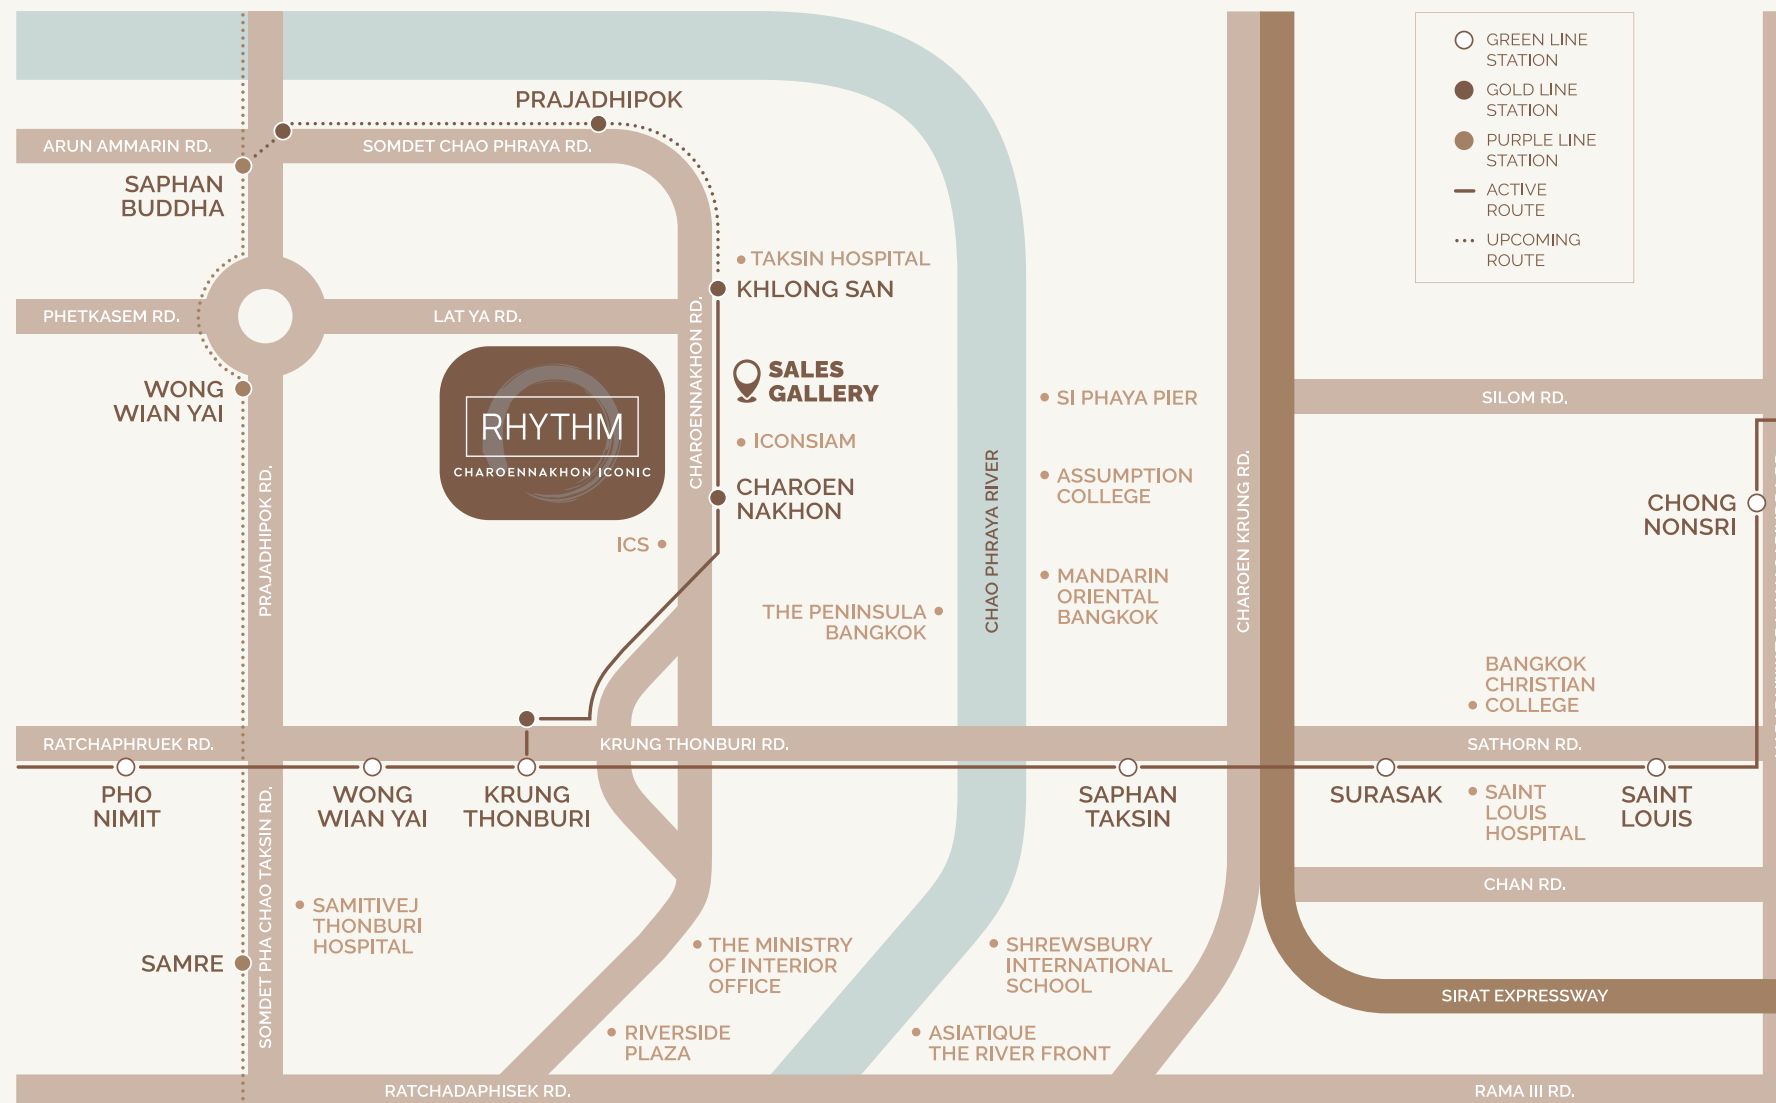 GREEN LINE
STATION
GOLD LINE
STATION
PURPLE LINE
STATION
ACTIVE
ROUTE
UPCOMING
ROUTE
PRAJADHIPOK
ARUN AMMARIN RD.
SOMDET CHAO PHRAYA RD.
SAPHAN
BUDDHA
TAKSIN HOSPITAL
KHLONG SAN
PHETKASEM RD.
LAT YA RD.
CHAROENNAKHON RD.
WONG
WIAN YAI
RHYTHM
CHAROENNAKHON ICONIC
SALES
GALLERY
ICONSIAM
CHAROEN
NAKHON
ICS
SI PHAYA PIER
ASSUMPTION
COLLEGE
MANDARIN
ORIENTAL
BANGKOK
THE PENINSULA
BANGKOK
CHAO PHRAYA RIVER
CHAROEN KRUNG RD.
PRAJADHIPOK RD.
SILOM RD.
CHONG
NONSRI
BANGKOK
CHRISTIAN
COLLEGE
RATCHAPHRUEK RD.
KRUNG THONBURI RD.
SATHORN RD.
PHO
NIMIT
WONG
WIAN YAI
KRUNG
THONBURI
SAPHAN
TAKSIN
SURASAK
SAINT
LOUIS
HOSPITAL
SAINT
LOUIS
SOMDET PHA CHAO TAKSIN RD.
CHAN RD.
SAMITIVEJ
THONBURI
HOSPITAL
SAMRE
THE MINISTRY
OF INTERIOR
OFFICE
SHREWSBURY
INTERNATIONAL
SCHOOL
SIRAT EXPRESSWAY
RIVERSIDE
PLAZA
ASIATIQUE
THE RIVER FRONT
RATCHADAPHISEK RD.
RAMA III RD.